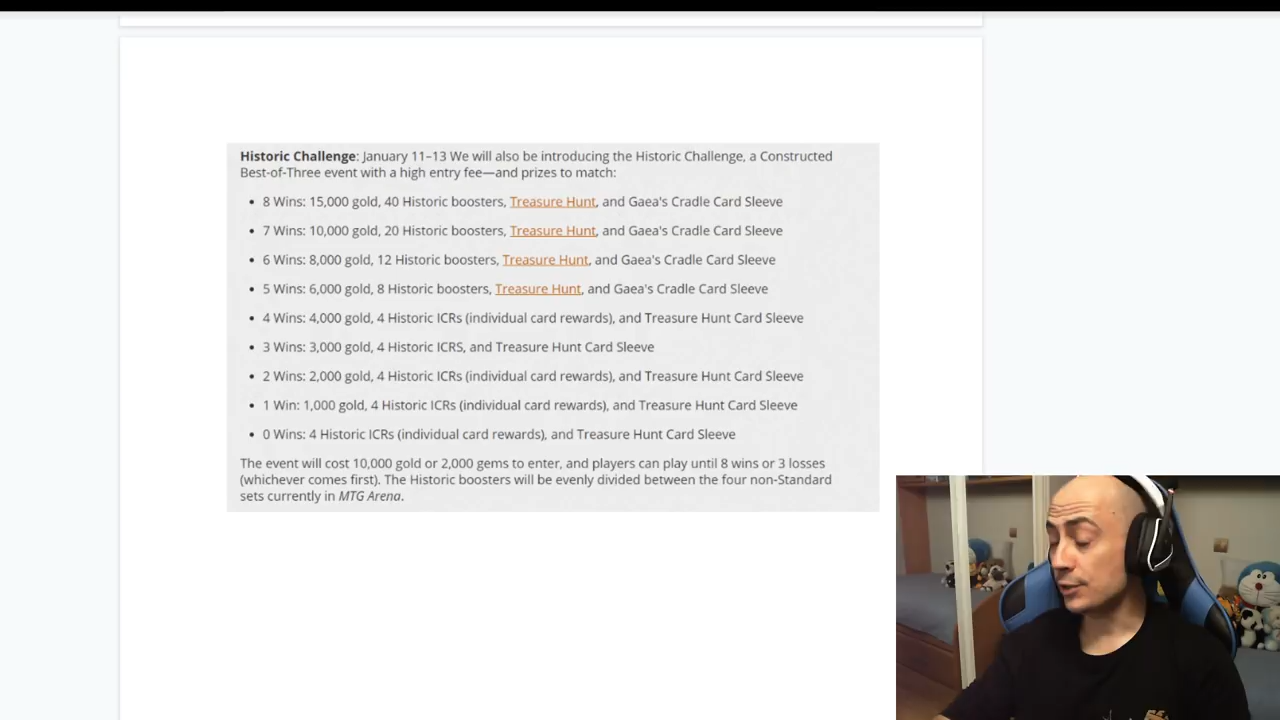 Historic Challenge: January 11–13 We will also be introducing the Historic Challenge, a Constructed
Best-of-Three event with a high entry fee—and prizes to match:
• 8 Wins: 15,000 gold, 40 Historic boosters, Treasure Hunt, and Gaea's Cradle Card Sleeve
• 7 Wins: 10,000 gold, 20 Historic boosters, Treasure Hunt, and Gaea's Cradle Card Sleeve
• 6 Wins: 8,000 gold, 12 Historic boosters, Treasure Hunt, and Gaea's Cradle Card Sleeve
• 5 Wins: 6,000 gold, 8 Historic boosters, Treasure Hunt, and Gaea's Cradle Card Sleeve
• 4 Wins: 4,000 gold, 4 Historic ICRs (individual card rewards), and Treasure Hunt Card Sleeve
• 3 Wins: 3,000 gold, 4 Historic ICRS, and Treasure Hunt Card Sleeve
• 2 Wins: 2,000 gold, 4 Historic ICRs (individual card rewards), and Treasure Hunt Card Sleeve
• 1 Win: 1,000 gold, 4 Historic ICRs (individual card rewards), and Treasure Hunt Card Sleeve
• 0 Wins: 4 Historic ICRs (individual card rewards), and Treasure Hunt Card Sleeve
The event will cost 10,000 gold or 2,000 gems to enter, and players can play until 8 wins or 3 losses
(whichever comes first). The Historic boosters will be evenly divided between the four non-Standard
sets currently in MTG Arena.